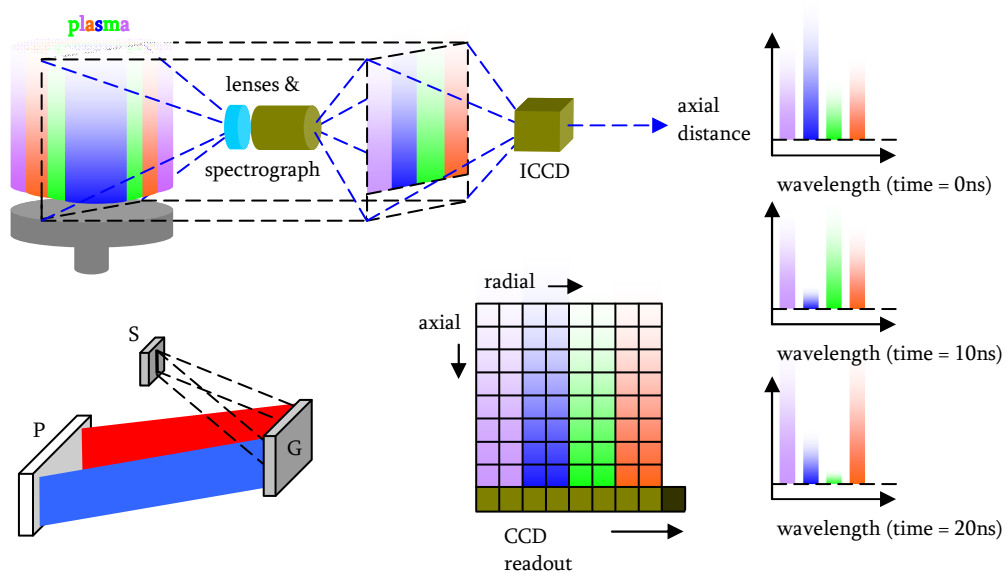 plasma
lenses &
spectrograph
ICCD
axial
distance
wavelength (time = 0ns)
wavelength (time = 10ns)
wavelength (time = 20ns)
S
P
G
radial
axial
CCD
readout